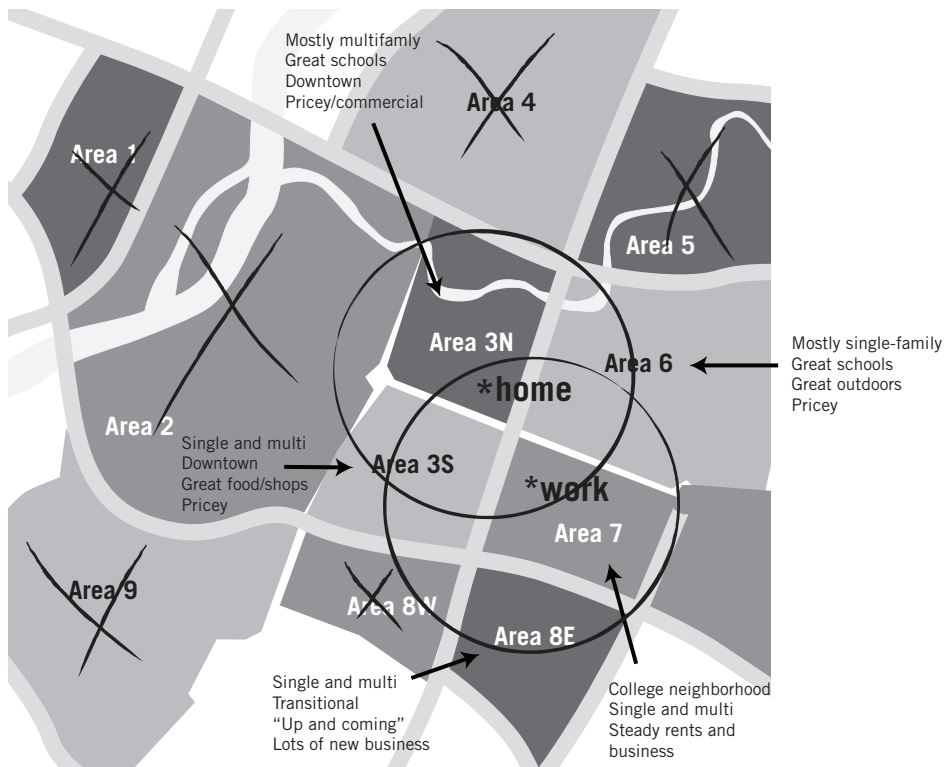 Mostly multifamly
Great schools
Downtown
Pricey/commercial
Area 4
Area 1
Area 5
Area 3N
Area 6
Mostly single-family
Great schools
Great outdoors
Pricey
*home
Area 2
Single and multi
Downtown
Great food/shops
Pricey
Area 3S
*work
Area 7
Area 9
Area 8W
Area 8E
Single and multi
Transitional
“Up and coming”
Lots of new business
College neighborhood
Single and multi
Steady rents and
business